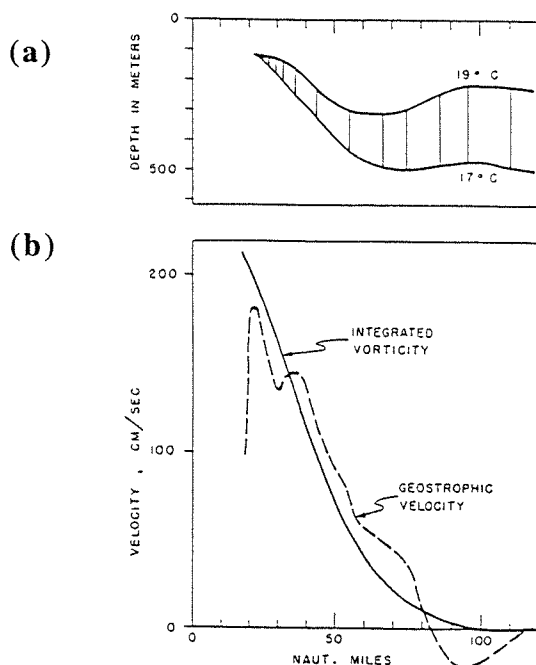 (a)
0
DEPTH IN METERS
500
19° C
17° C
(b)
200
INTEGRATED
VORTICITY
VELOCITY, CM/SEC
100
GEOSTROPHIC
VELOCITY
0
0
50
100
NAUT. MILES